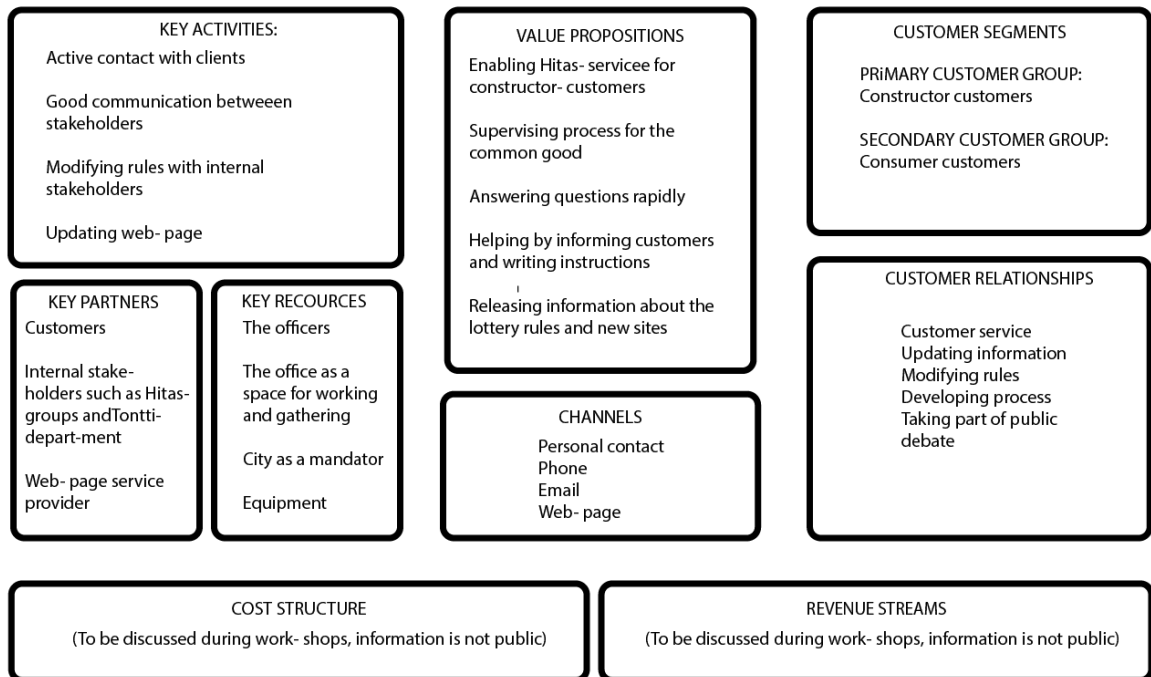 KEY ACTIVITIES:
Active contact with clients
Good communication betweeen
stakeholders
Modifying rules with internal
stakeholders
Updating web- page
KEY PARTNERS
Customers
Internal stake-
holders such as Hitas-
groups andTontti-
depart-ment
Web- page service
provider
KEY RECOURCES
The officers
The office as a
space for working
and gathering
City as a mandator
Equipment
VALUE PROPOSITIONS
Enabling Hitas- servicee for
constructor- customers
Supervising process for the
common good
Answering questions rapidly
Helping by informing customers
and writing instructions
Releasing information about the
lottery rules and new sites
CHANNELS
Personal contact
Phone
Email
Web- page
CUSTOMER SEGMENTS
PRiMARY CUSTOMER GROUP:
Constructor customers
SECONDARY CUSTOMER GROUP:
Consumer customers
CUSTOMER RELATIONSHIPS
Customer service
Updating information
Modifying rules
Developing process
Taking part of public
debate
COST STRUCTURE
(To be discussed during work- shops, information is not public)
REVENUE STREAMS
(To be discussed during work- shops, information is not public)